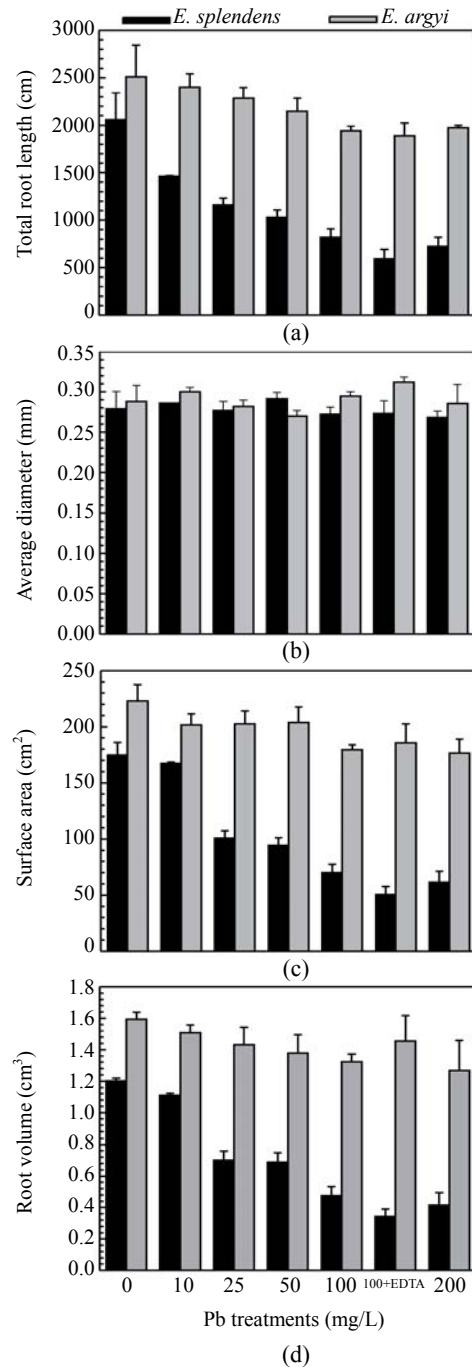 E. splendens E. argyi
3000
2500
2000
1500
1000
500
0
Total root length (cm)
(a)
0.35
0.30
0.25
0.20
0.15
0.10
0.05
0.00
Average diameter (mm)
(b)
250
200
150
100
50
0
Surface area (cm²)
(c)
1.8
1.6
1.4
1.2
1.0
0.8
0.6
0.4
0.2
0.0
Root volume (cm³)
0 10 25 50 100 100+EDTA 200
Pb treatments (mg/L)
(d)